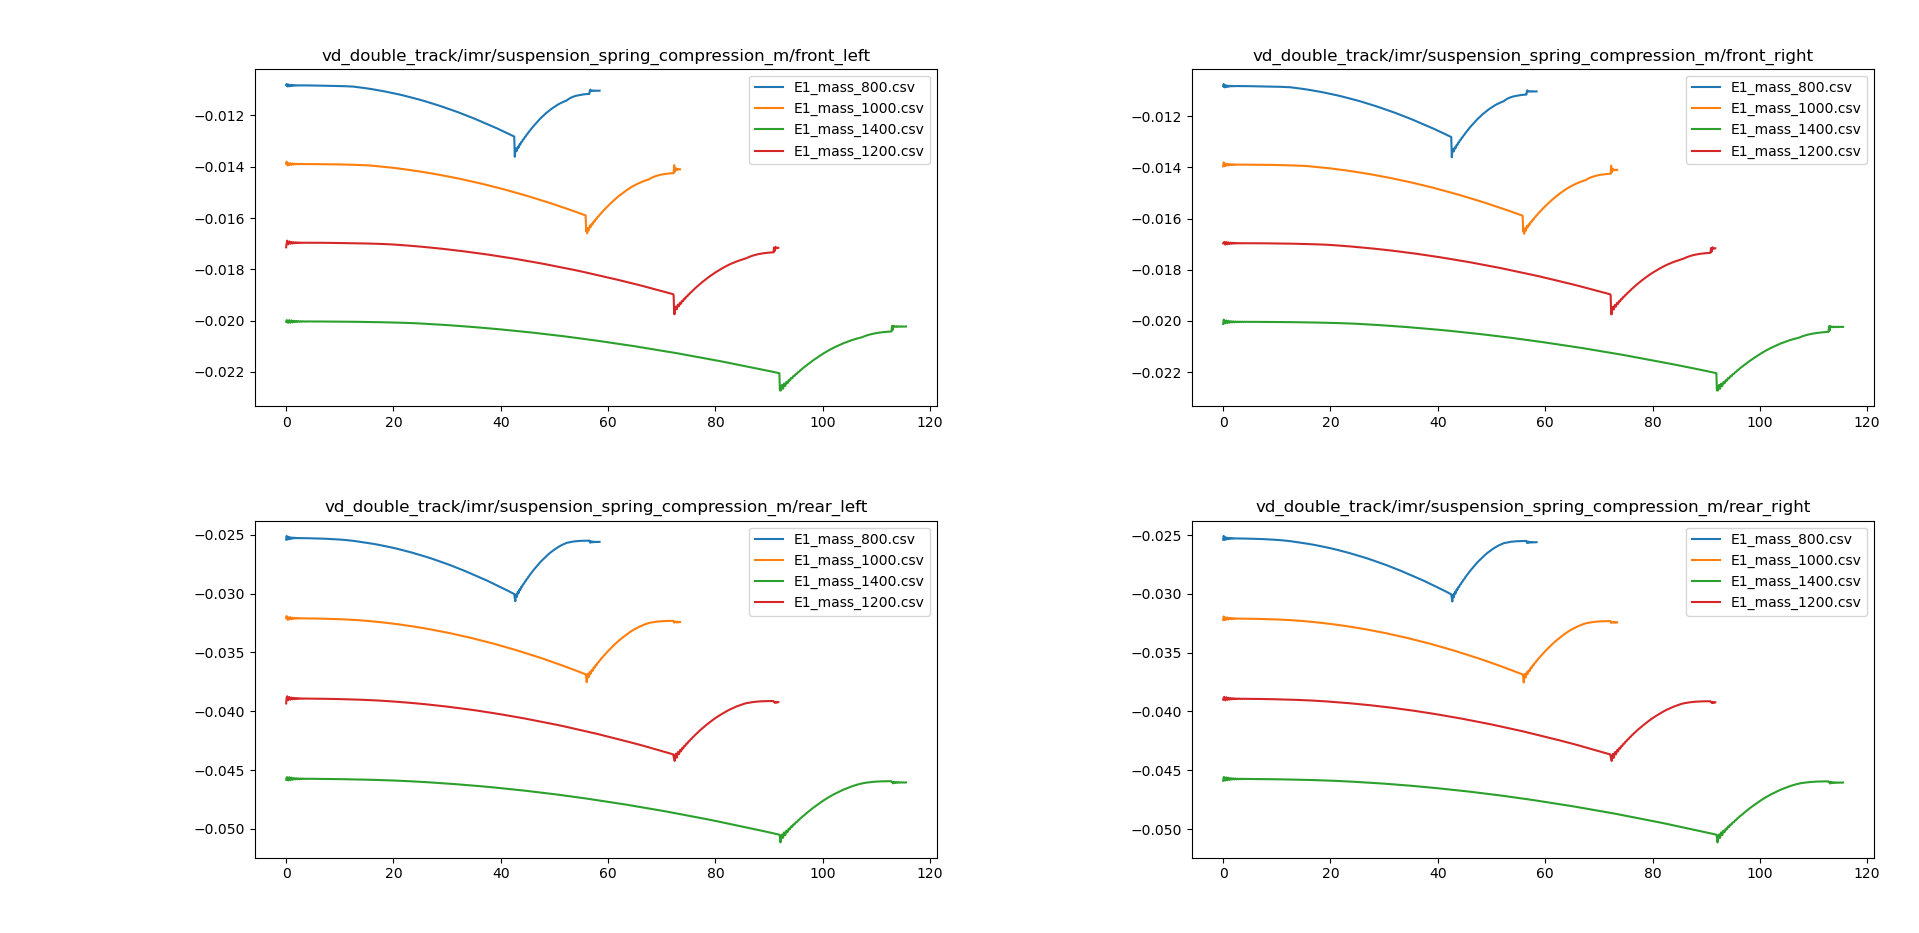 vd_double_track/imr/suspension_spring_compression_m/front_left
E1_mass_800.csv
E1_mass_1000.csv
E1_mass_1400.csv
E1_mass_1200.csv
−0.012
−0.014
−0.016
−0.018
−0.020
−0.022
0 20 40 60 80 100 120
vd_double_track/imr/suspension_spring_compression_m/front_right
E1_mass_800.csv
E1_mass_1000.csv
E1_mass_1400.csv
E1_mass_1200.csv
−0.012
−0.014
−0.016
−0.018
−0.020
−0.022
0 20 40 60 80 100 120
vd_double_track/imr/suspension_spring_compression_m/rear_left
E1_mass_800.csv
E1_mass_1000.csv
E1_mass_1400.csv
E1_mass_1200.csv
−0.025
−0.030
−0.035
−0.040
−0.045
−0.050
0 20 40 60 80 100 120
vd_double_track/imr/suspension_spring_compression_m/rear_right
E1_mass_800.csv
E1_mass_1000.csv
E1_mass_1400.csv
E1_mass_1200.csv
−0.025
−0.030
−0.035
−0.040
−0.045
−0.050
0 20 40 60 80 100 120